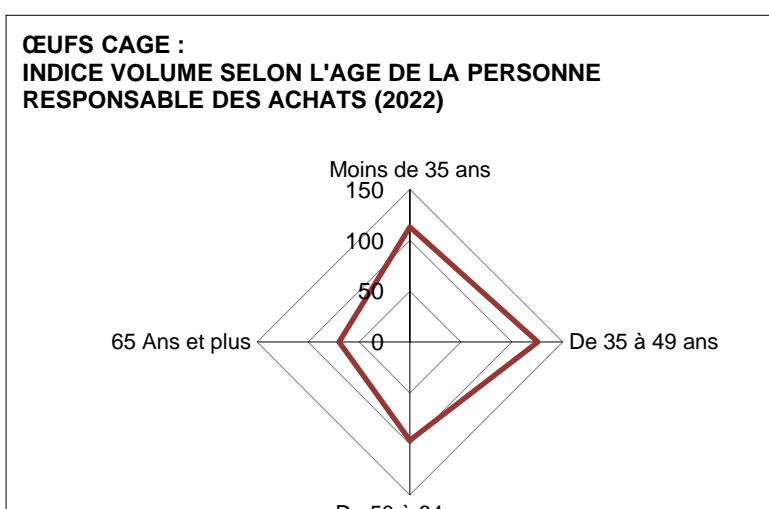 ŒUFS CAGE :
INDICE VOLUME SELON L'AGE DE LA PERSONNE
RESPONSABLE DES ACHATS (2022)
Moins de 35 ans
150
100
50
65 Ans et plus
0
De 35 à 49 ans